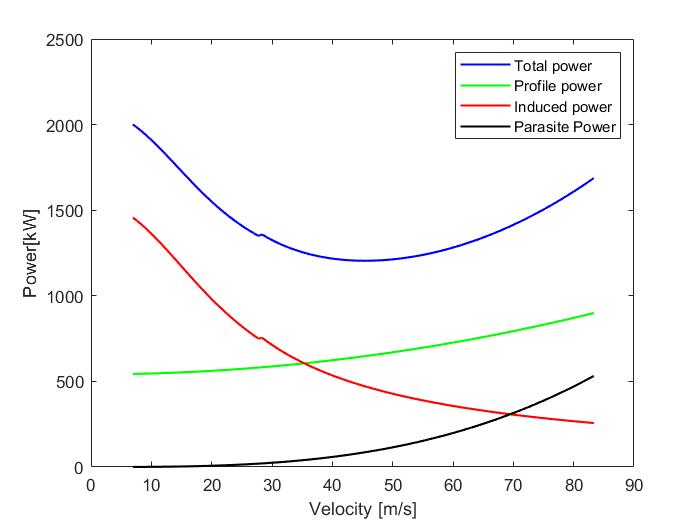 2500
2000
1500
1000
500
0
Power[kW]
Total power
Profile power
Induced power
Parasite Power
0 10 20 30 40 50 60 70 80 90
Velocity [m/s]